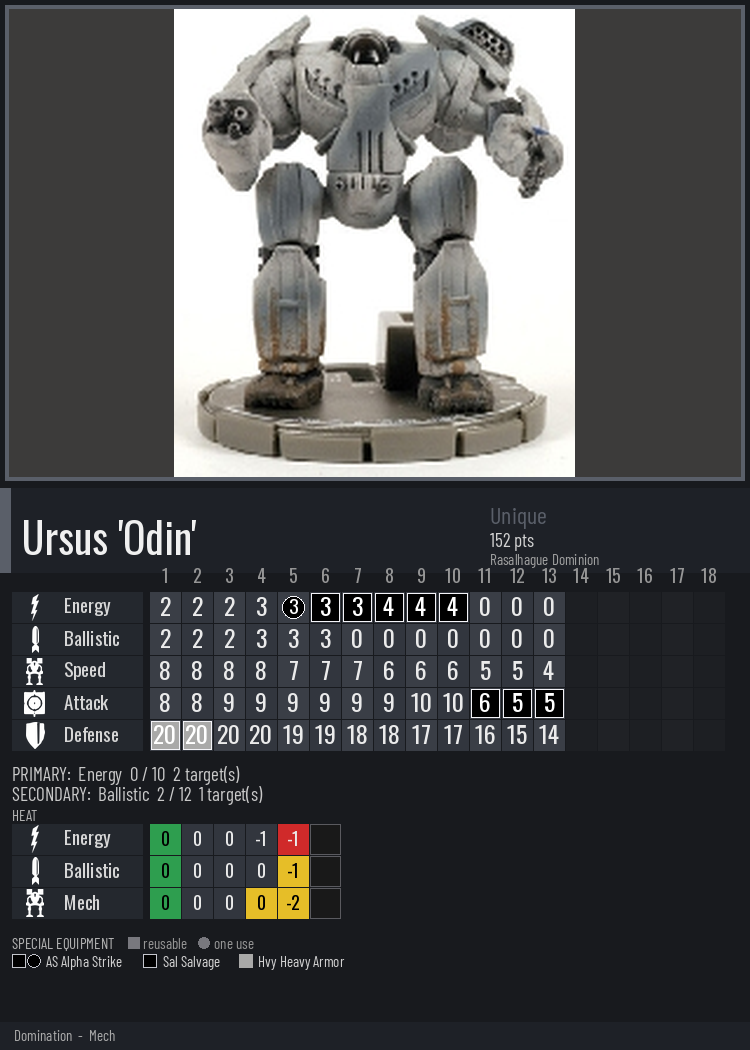 Ursus 'Odin'
Unique
152 pts
Rasalhague Dominion
1 2 3 4 5 6 7 8 9 10 11 12 13 14 15 16 17 18
Energy 2 2 2 3 3 3 3 4 4 4 0 0 0
Ballistic 2 2 2 3 3 3 0 0 0 0 0 0 0
Speed 8 8 8 8 7 7 7 6 6 6 5 5 4
Attack 8 8 9 9 9 9 9 9 10 10 6 5 5
Defense 20 20 20 20 19 19 18 18 17 17 16 15 14
PRIMARY: Energy 0 / 10 2 target(s)
SECONDARY: Ballistic 2 / 12 1 target(s)
HEAT
Energy 0 0 0 -1 -1
Ballistic 0 0 0 0 -1
Mech 0 0 0 0 -2
SPECIAL EQUIPMENT reusable one use
AS Alpha Strike Sal Salvage Hvy Heavy Armor
Domination - Mech